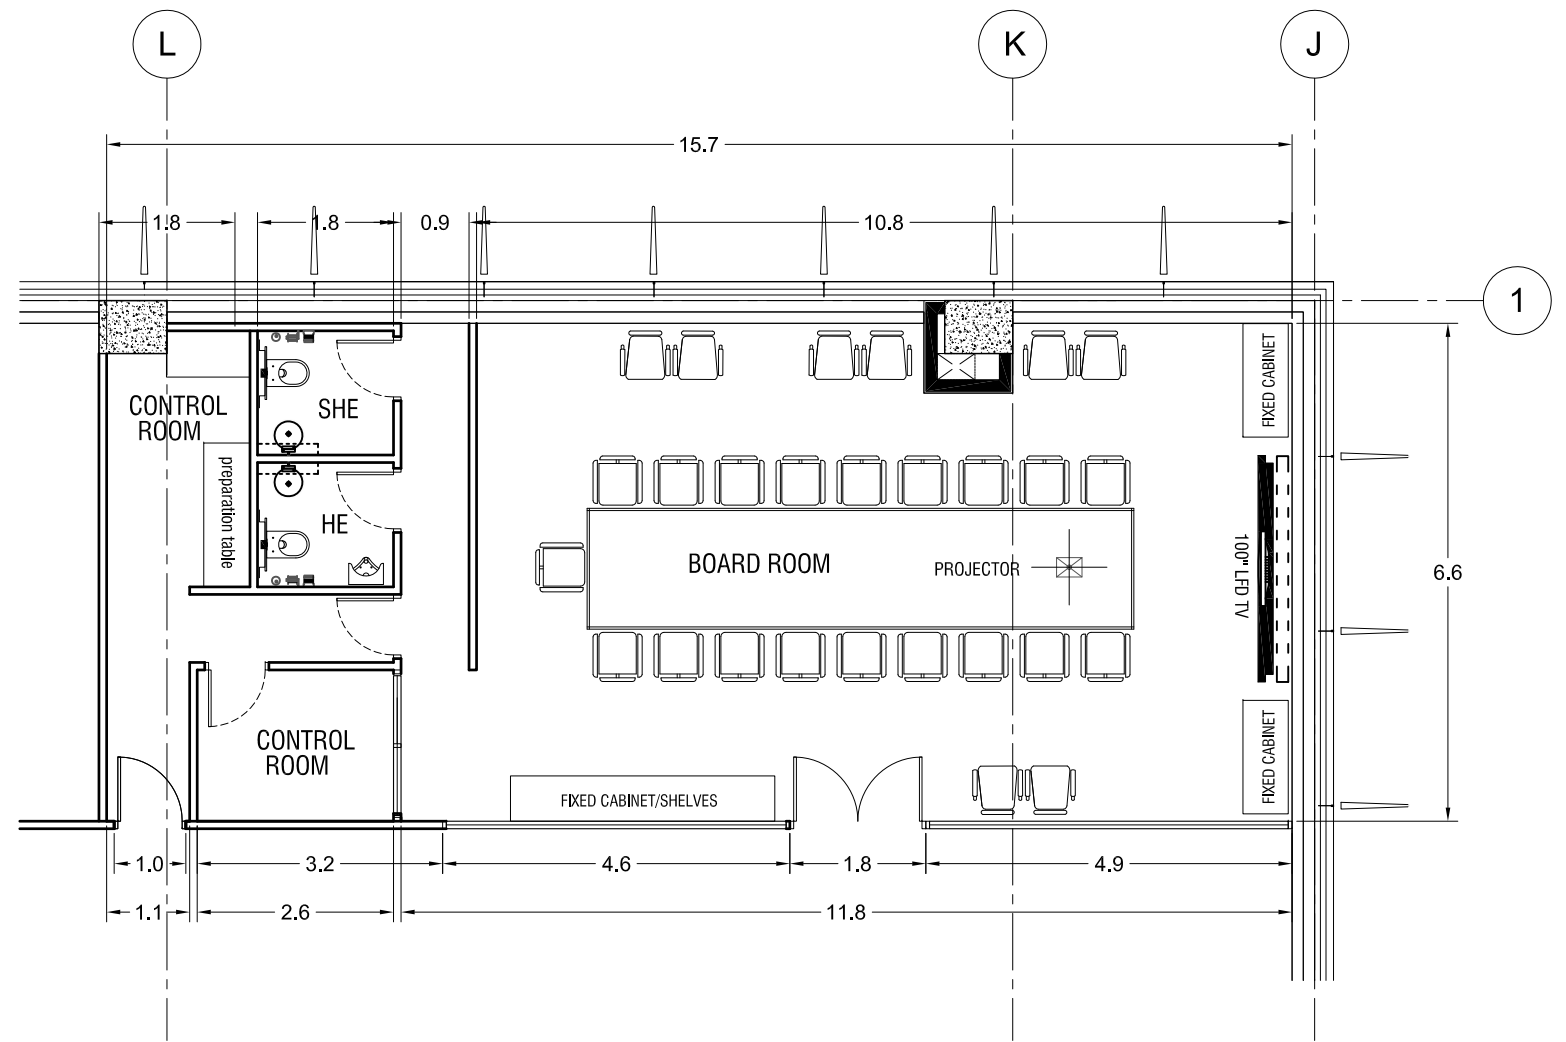 L
K
J
15.7
1.8
1.8
0.9
10.8
1
CONTROL
ROOM
SHE
FIXED CABINET
preparation table
HE
BOARD ROOM
PROJECTOR
100" LFD TV
6.6
CONTROL
ROOM
FIXED CABINET/SHELVES
FIXED CABINET
1.0
3.2
4.6
1.8
4.9
1.1
2.6
11.8